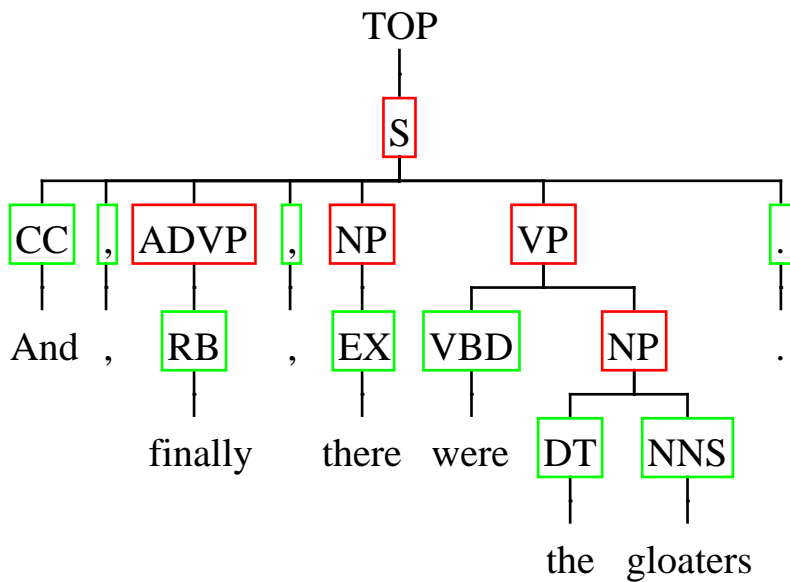 TOP
S
CC , ADVP , NP VP .
And , RB , EX VBD NP .
finally there were DT NNS
the gloaters